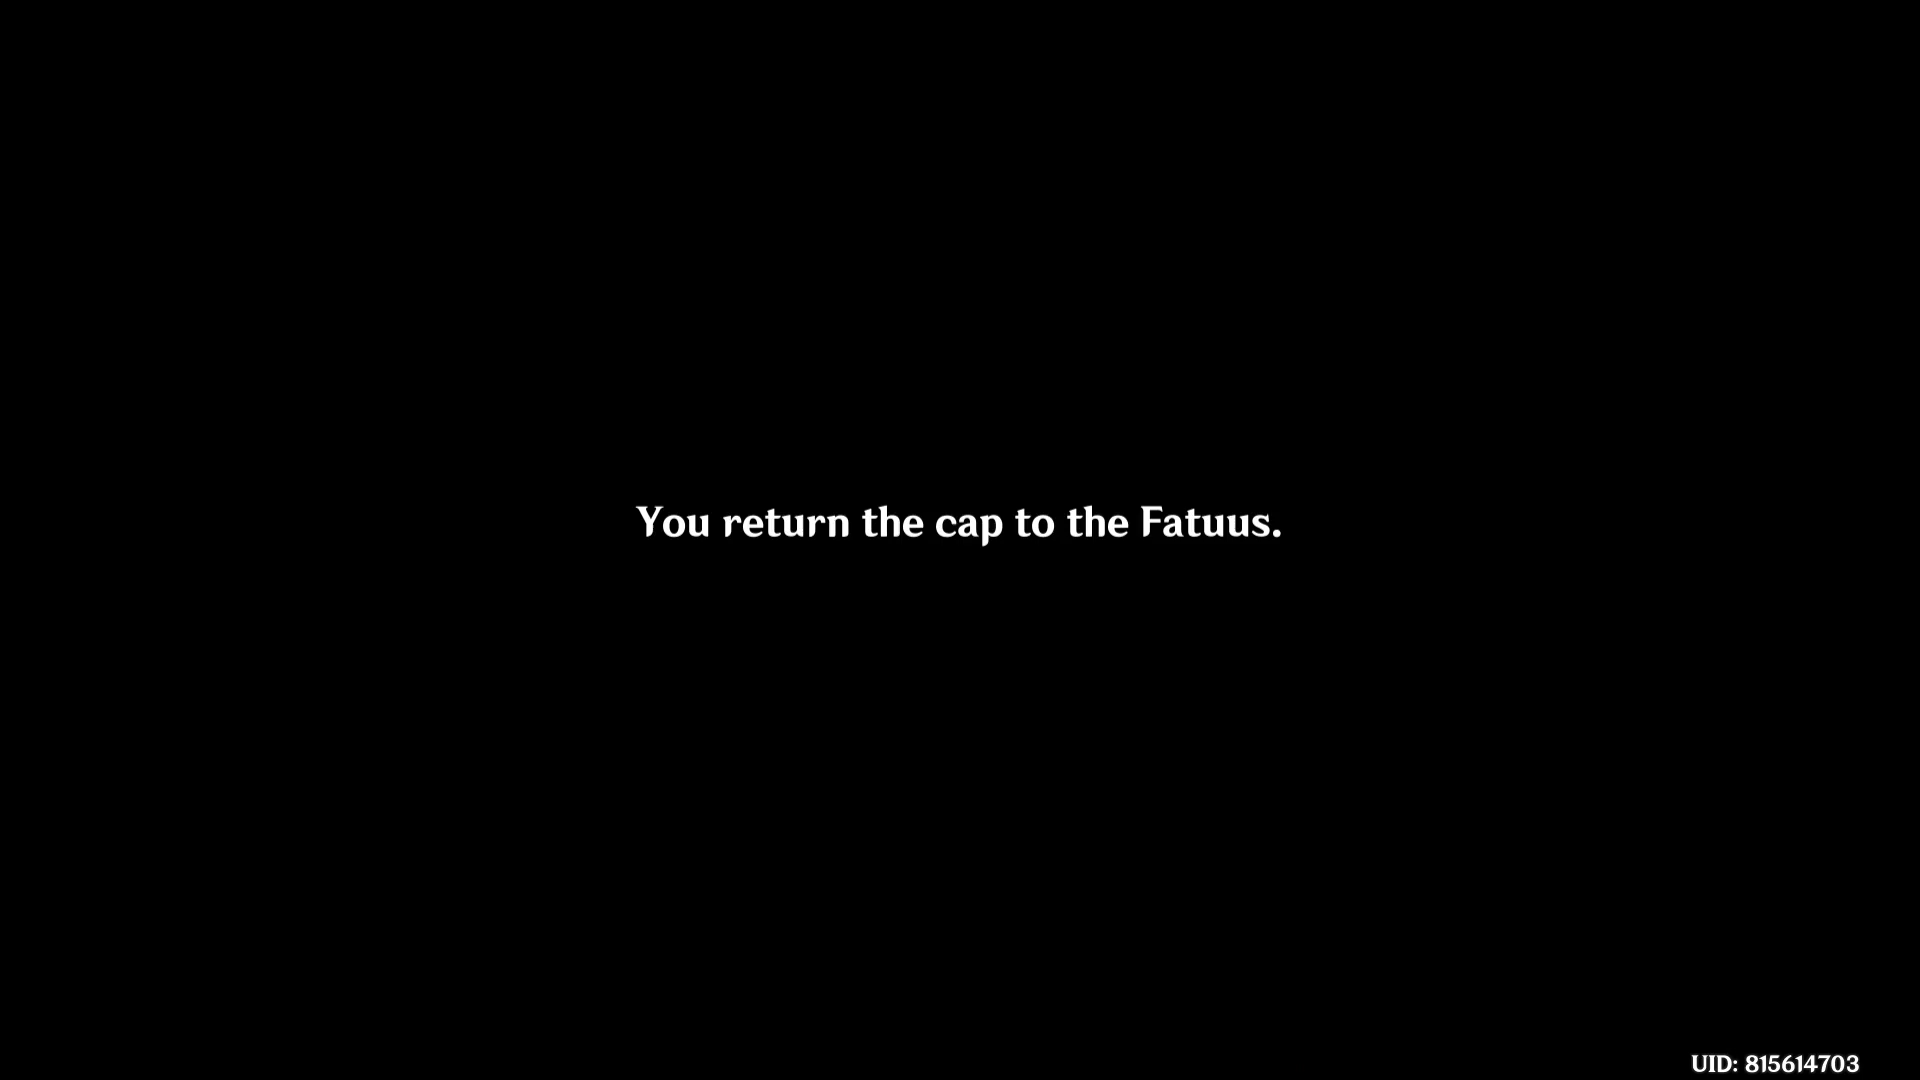 You return the cap to the Fatuus.
UID: 815614703